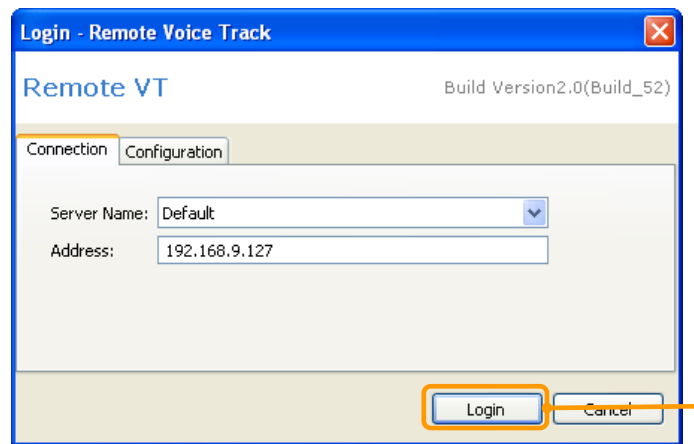 Login - Remote Voice Track
Remote VT
Build Version2.0(Build_52)
Connection
Configuration
Server Name: Default
Address: 192.168.9.127
Login
Cancel